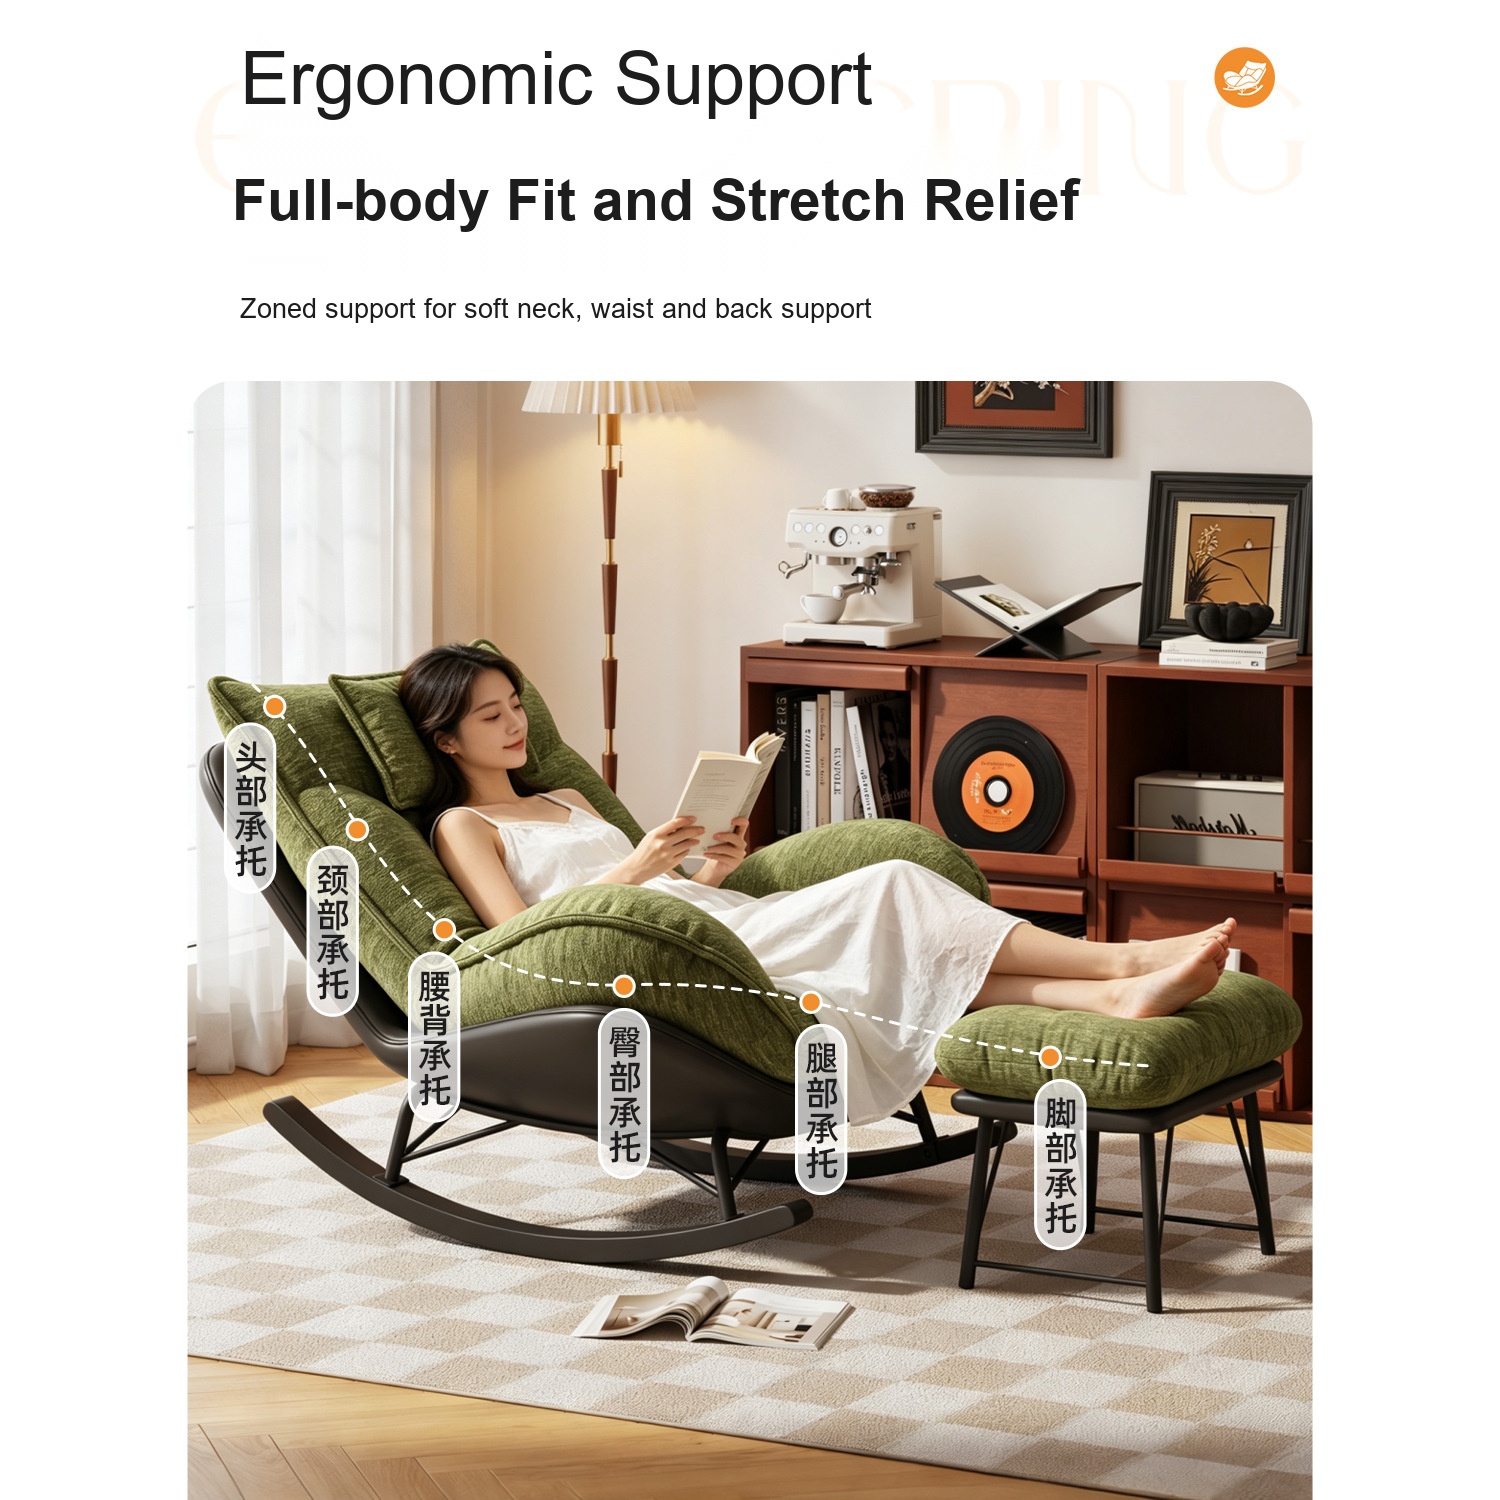 Ergonomic Support
Full-body Fit and Stretch Relief
Zoned support for soft neck, waist and back support
头部承托
颈部承托
腰背承托
臀部承托
腿部承托
脚部承托
Marshall